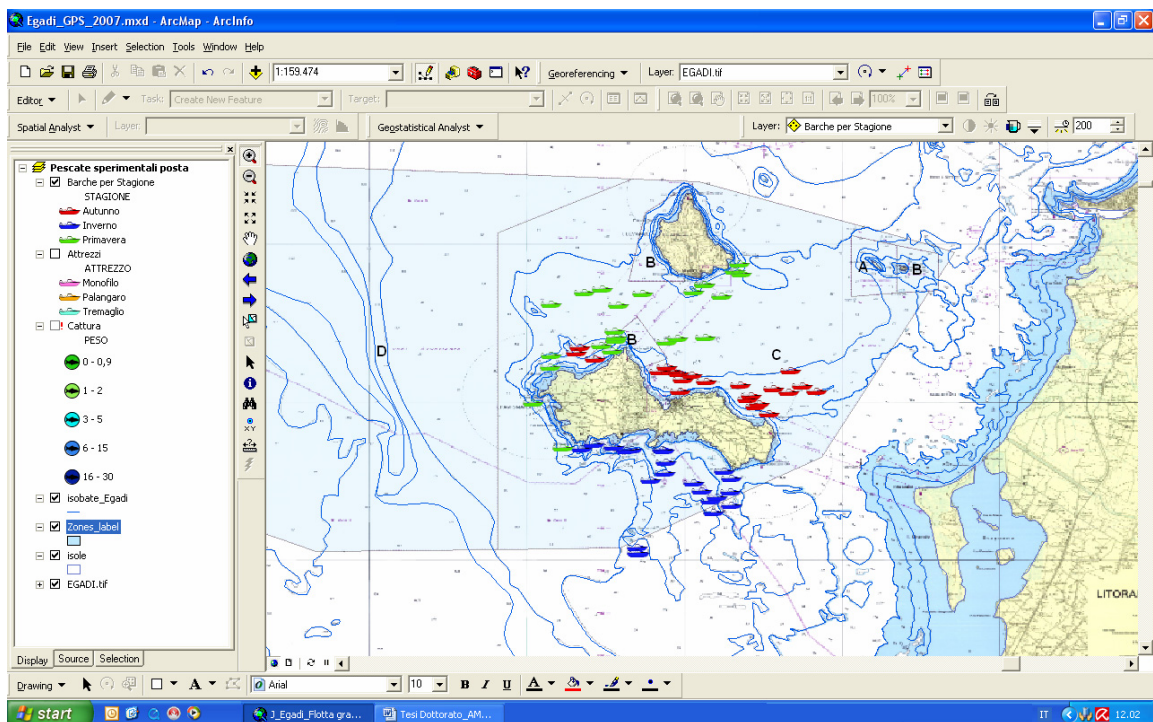 Egadi_GPS_2007.mxd - ArcMap - ArcInfo
File Edit View Insert Selection Tools Window Help
1:159.474 Georeferencing Layer: EGADI.tif
Editor Task: Create New Feature Target: 100%
Spatial Analyst Layer: Geostatistical Analyst Layer: Barche per Stagione 200
Pescate sperimentali posta
Barche per Stagione
STAGIONE
Autunno
Inverno
Primavera
Attrezzi
ATTREZZO
Monofilo
Palangaro
Tremaglio
Cattura
PESO
0 - 0,9
1 - 2
3 - 5
6 - 15
16 - 30
isobate_Egadi
Zones_label
isole
EGADI.tif
B
A
B
B
D
C
LITORA
Display Source Selection
Drawing Arial 10 B I U A
start J_Egadi_Flotta gra... Tesi Dottorato_AM... IT 12.02